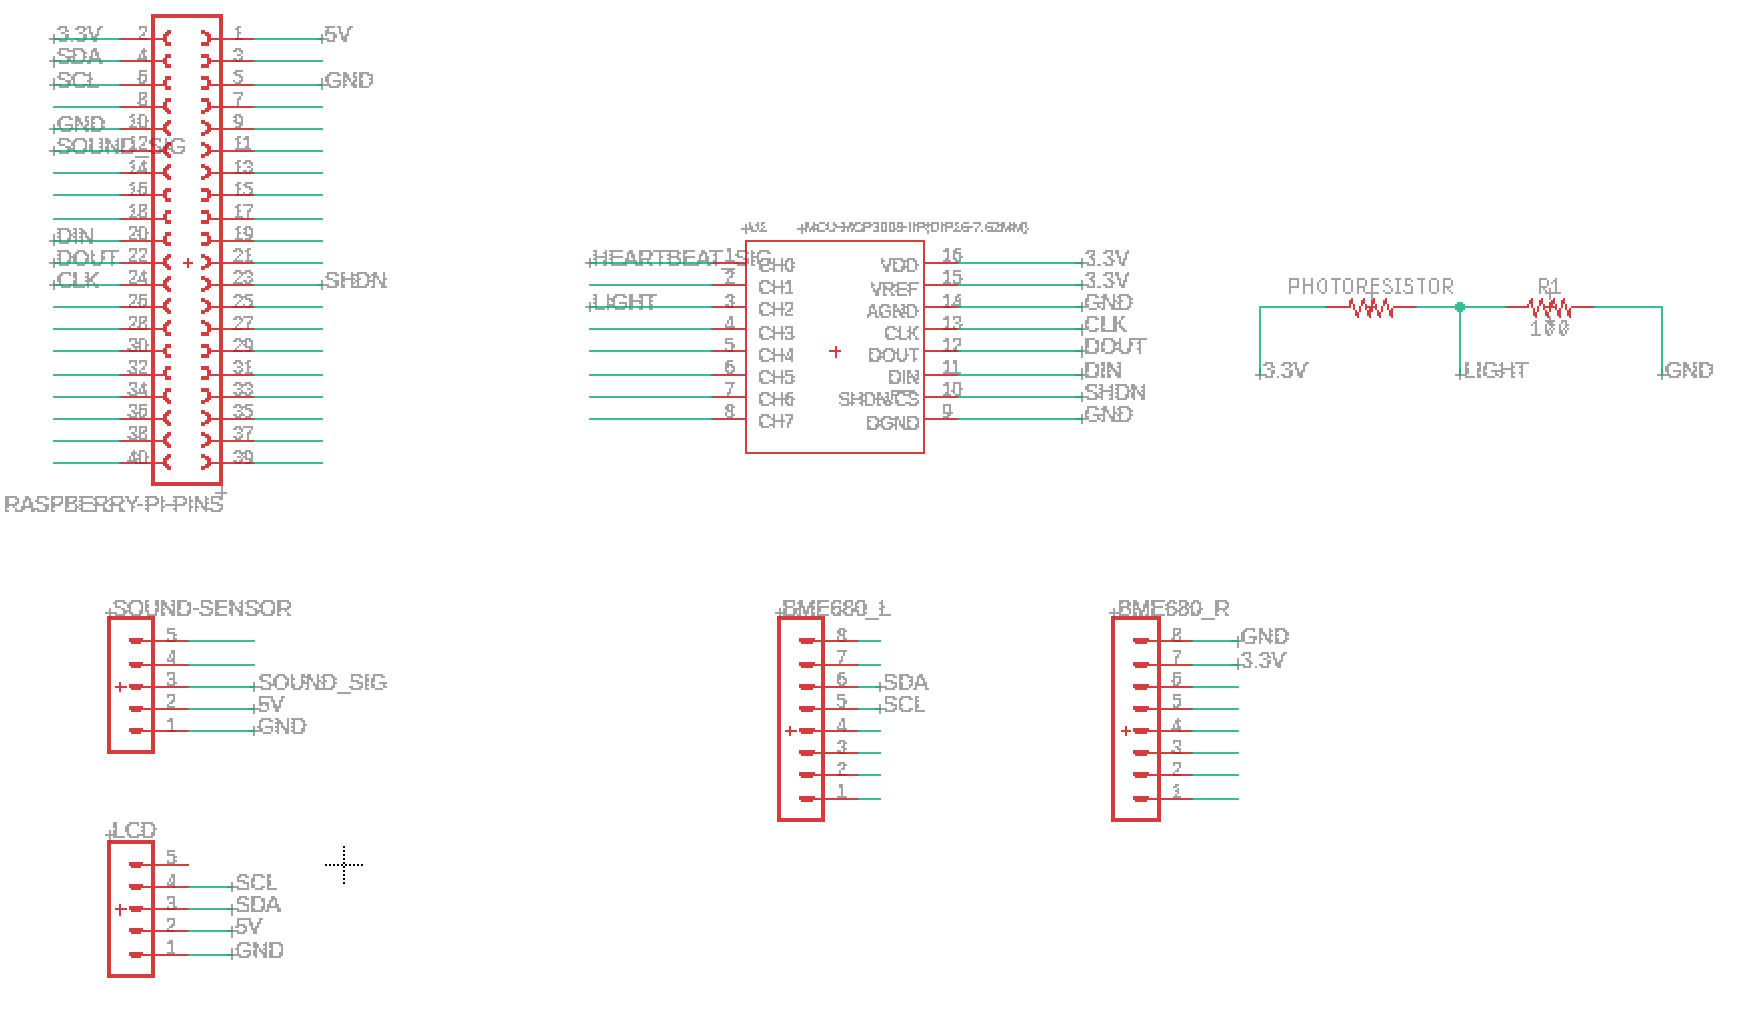 3.3V 2 1 5V
SDA 4 3
SCL 6 5 GND
8 7
GND 10 9
SOUND_SIG 12 11
14 13
16 15
18 17
DIN 20 19
DOUT 22 21
CLK 24 23 SHDN
26 25
28 27
30 29
32 31
34 33
36 35
38 37
40 39
RASPBERRY-PI-PINS
HEARTBEAT_SIG 1 CH0 VDD 16 3.3V
2 CH1 VREF 15 3.3V
LIGHT 3 CH2 AGND 14 GND
4 CH3 CLK 13 CLK
5 CH4 DOUT 12 DOUT
6 CH5 DIN 11 DIN
7 CH6 SHDN/CS 10 SHDN
8 CH7 DGND 9 GND
PHOTORESISTOR R1
100
3.3V LIGHT GND
SOUND-SENSOR
5
4
3 SOUND_SIG
2 5V
1 GND
BME680_L
8
7
6 SDA
5 SCL
4
3
2
1
BME680_R
8 GND
7 3.3V
6
5
4
3
2
1
LCD
5
4 SCL
3 SDA
2 5V
1 GND